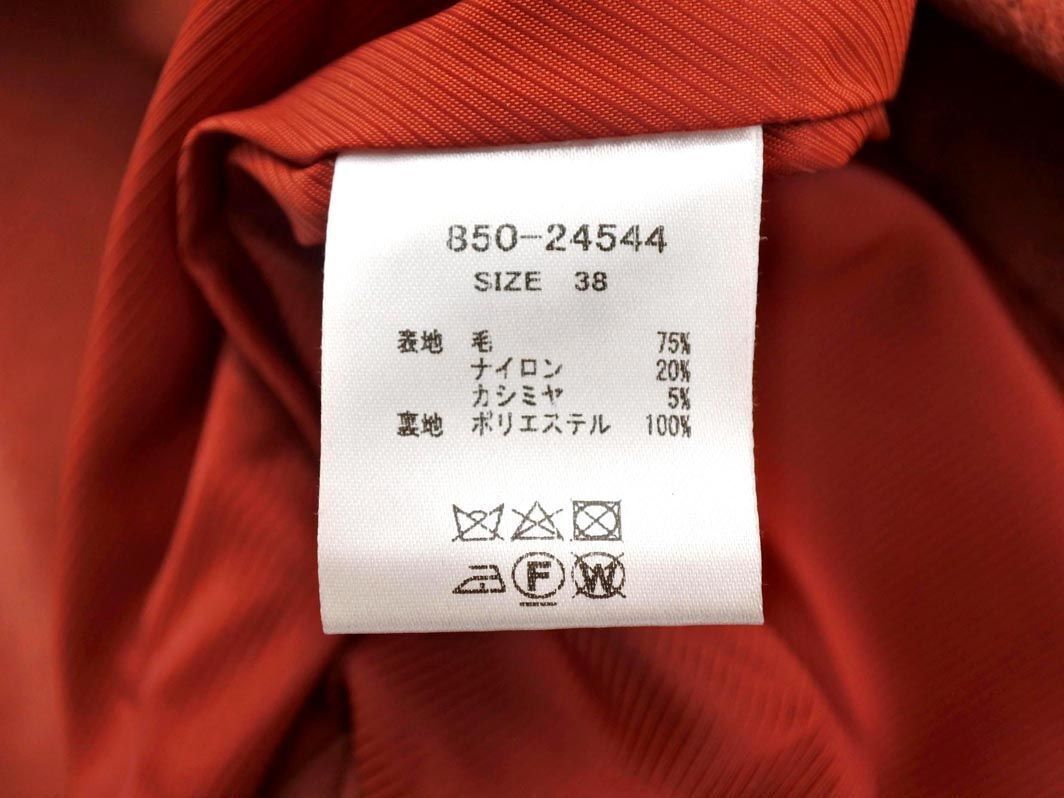 850-24544
SIZE 38
表地 毛 75%
ナイロン 20%
カシミヤ 5%
裏地 ポリエステル 100%
F W